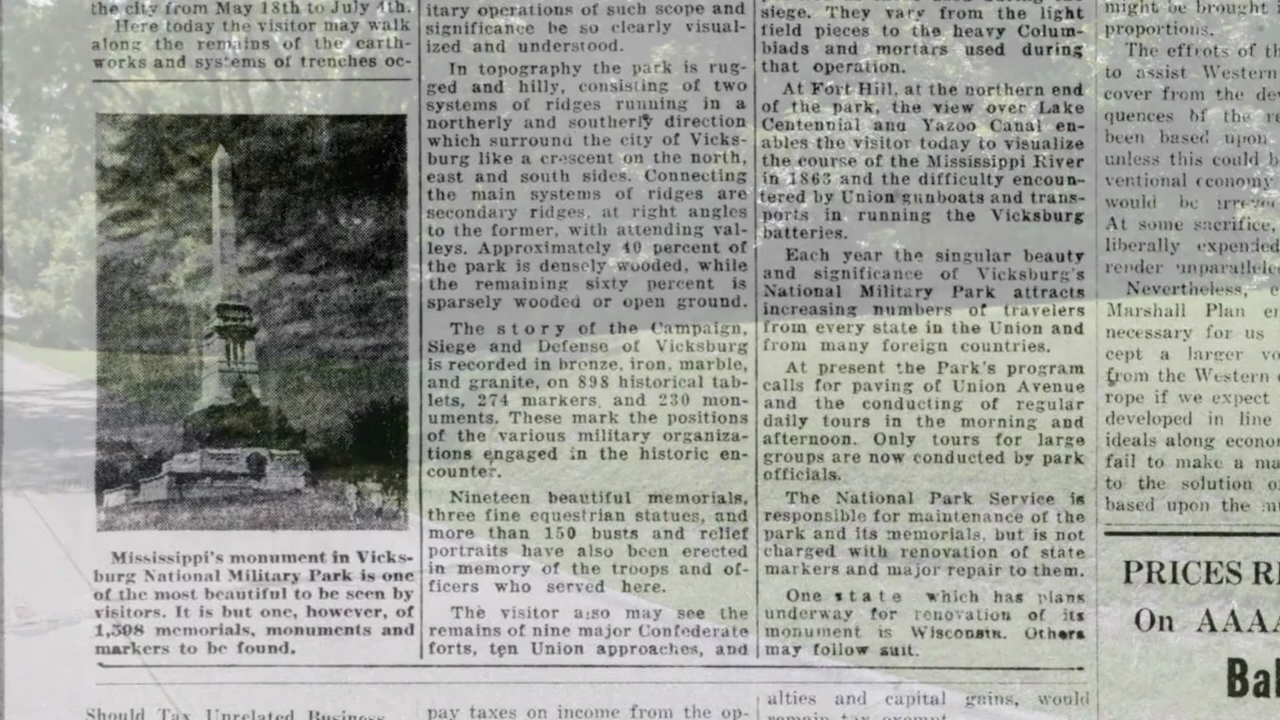 the city from May 18th to July 4th.
Here today the visitor may walk
along the remains of the earth-
works and systems of trenches oc-
Mississippi's monument in Vicks-
burg National Military Park is one
of the most beautiful to be seen by
visitors. It is but one, however, of
1,398 memorials, monuments and
markers to be found.
Should Tax Unrelated Business
itary operations of such scope and
significance be so clearly visual-
ized and understood.
In topography the park is rug-
ged and hilly, consisting of two
systems of ridges running in a
northerly and southerly direction
which surround the city of Vicks-
burg like a crescent on the north,
east and south sides. Connecting
the main systems of ridges are
secondary ridges, at right angles
to the former, with attending val-
leys. Approximately 40 percent of
the park is densely wooded, while
the remaining sixty percent is
sparsely wooded or open ground.
The story of the Campaign,
Siege and Defense of Vicksburg
is recorded in bronze, iron, marble,
and granite, on 898 historical tab-
lets, 274 markers, and 230 mon-
uments. These mark the positions
of the various military organiza-
tions engaged in the historic en-
counter.
Nineteen beautiful memorials,
three fine equestrian statues, and
more than 150 busts and relief
portraits have also been erected
in memory of the troops and of-
ficers who served here.
The visitor also may see the
remains of nine major Confederate
forts, ten Union approaches, and
pay taxes on income from the op-
siege. They vary from the light
field pieces to the heavy Colum-
biads and mortars used during
that operation.
At Fort Hill, at the northern end
of the park, the view over Lake
Centennial and Yazoo Canal en-
ables the visitor today to visualize
the course of the Mississippi River
in 1863 and the difficulty encoun-
tered by Union gunboats and trans-
ports in running the Vicksburg
batteries.
Each year the singular beauty
and significance of Vicksburg's
National Military Park attracts
increasing numbers of travelers
from every state in the Union and
from many foreign countries.
At present the Park's program
calls for paving of Union Avenue
and the conducting of regular
daily tours in the morning and
afternoon. Only tours for large
groups are now conducted by park
officials.
The National Park Service is
responsible for maintenance of the
park and its memorials, but is not
charged with renovation of state
markers and major repair to them.
One state which has plans
underway for renovation of its
monument is Wisconsin. Others
may follow suit.
alties and capital gains, would
remain tax exempt
might be brought
proportions.
The effrots of th
to assist Western
cover from the dev
quences of the re
been based upon
unless this could b
ventional economy
would be
At some sacrifice,
liberally expended
render unparallele
Nevertheless, e
Marshall Plan en
necessary for us
cept a larger vo
from the Western
rope if we expect
developed in line
ideals along econo
fail to make a ma
to the solution o
based upon the mu
PRICES RE
On AAAA
Bal